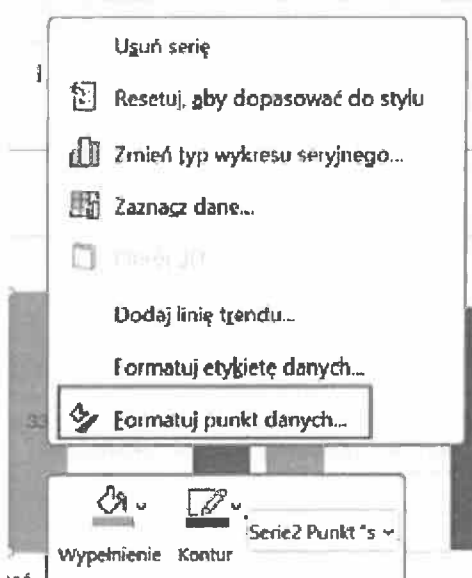 Usuń serię
Resetuj, aby dopasować do stylu
Zmień typ wykresu seryjnego...
Zaznacz dane...
Dodaj linię trendu...
Formatuj etykietę danych...
33
Formatuj punkt danych...
Wypełnienie Kontur
Serie2 Punkt "s